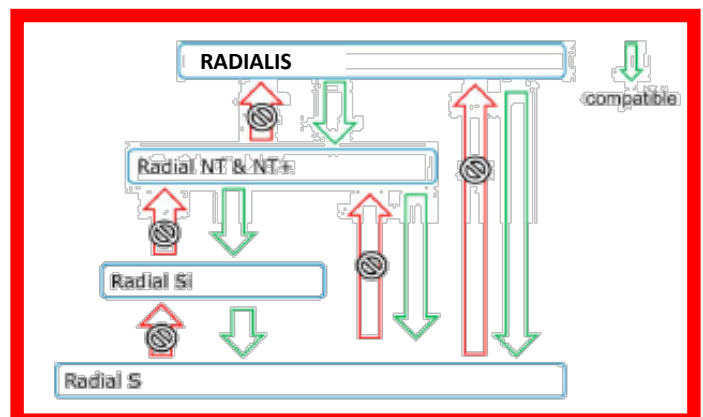 RADIALIS
compatible
Radial NT & NT+
Radial Si
Radial S